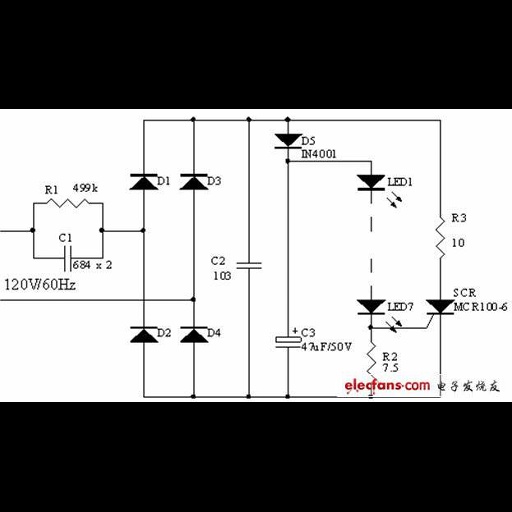 D5
IN4001
R1 499k
D1
D3
LED1
R3
10
C1
684 x 2
C2
103
120V/60Hz
SCR
MCR100-6
LED7
D2
D4
+
C3
47uF/50V
R2
7.5
elecfans.com 电子发烧友